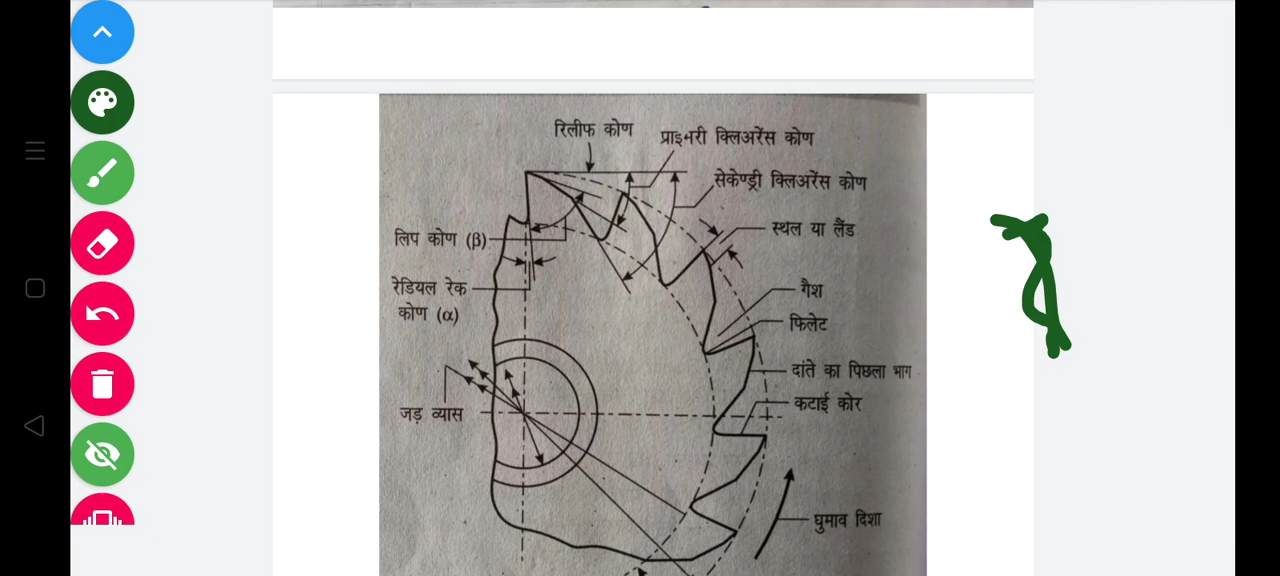 रिलीफ कोण
प्राइमरी क्लिअरेंस कोण
सेकेण्ड्री क्लिअरेंस कोण
स्थल या लैंड
लिप कोण (β)
रेडियल रेक
कोण (α)
गैश
फिलेट
दांते का पिछला भाग
कटाई कोर
जड़ व्यास
घुमाव दिशा